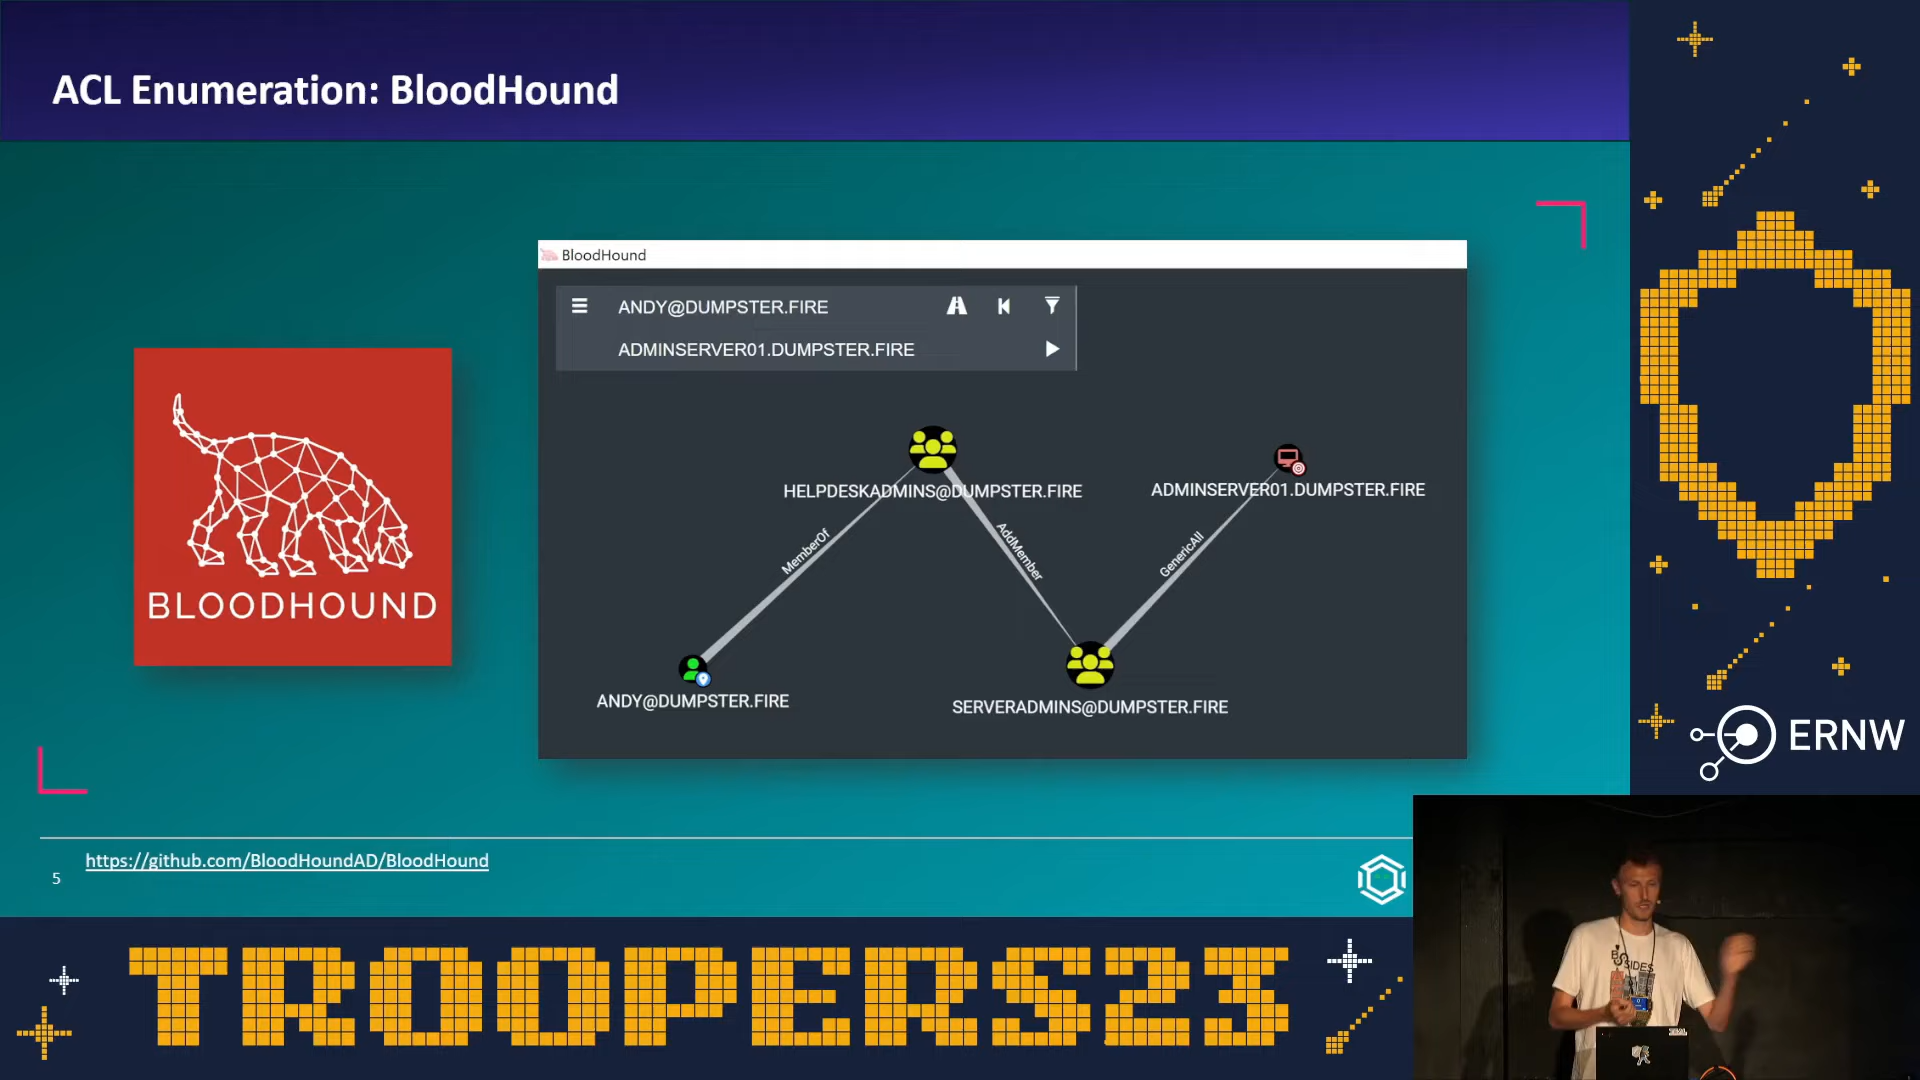 ACL Enumeration: BloodHound
BloodHound
ANDY@DUMPSTER.FIRE
ADMINSERVER01.DUMPSTER.FIRE
HELPDESKADMINS@DUMPSTER.FIRE
ADMINSERVER01.DUMPSTER.FIRE
MemberOf
AddMember
GenericAll
BLOODHOUND
ANDY@DUMPSTER.FIRE
SERVERADMINS@DUMPSTER.FIRE
ERNW
https://github.com/BloodHoundAD/BloodHound
5
TROOPERS23
BSIDES